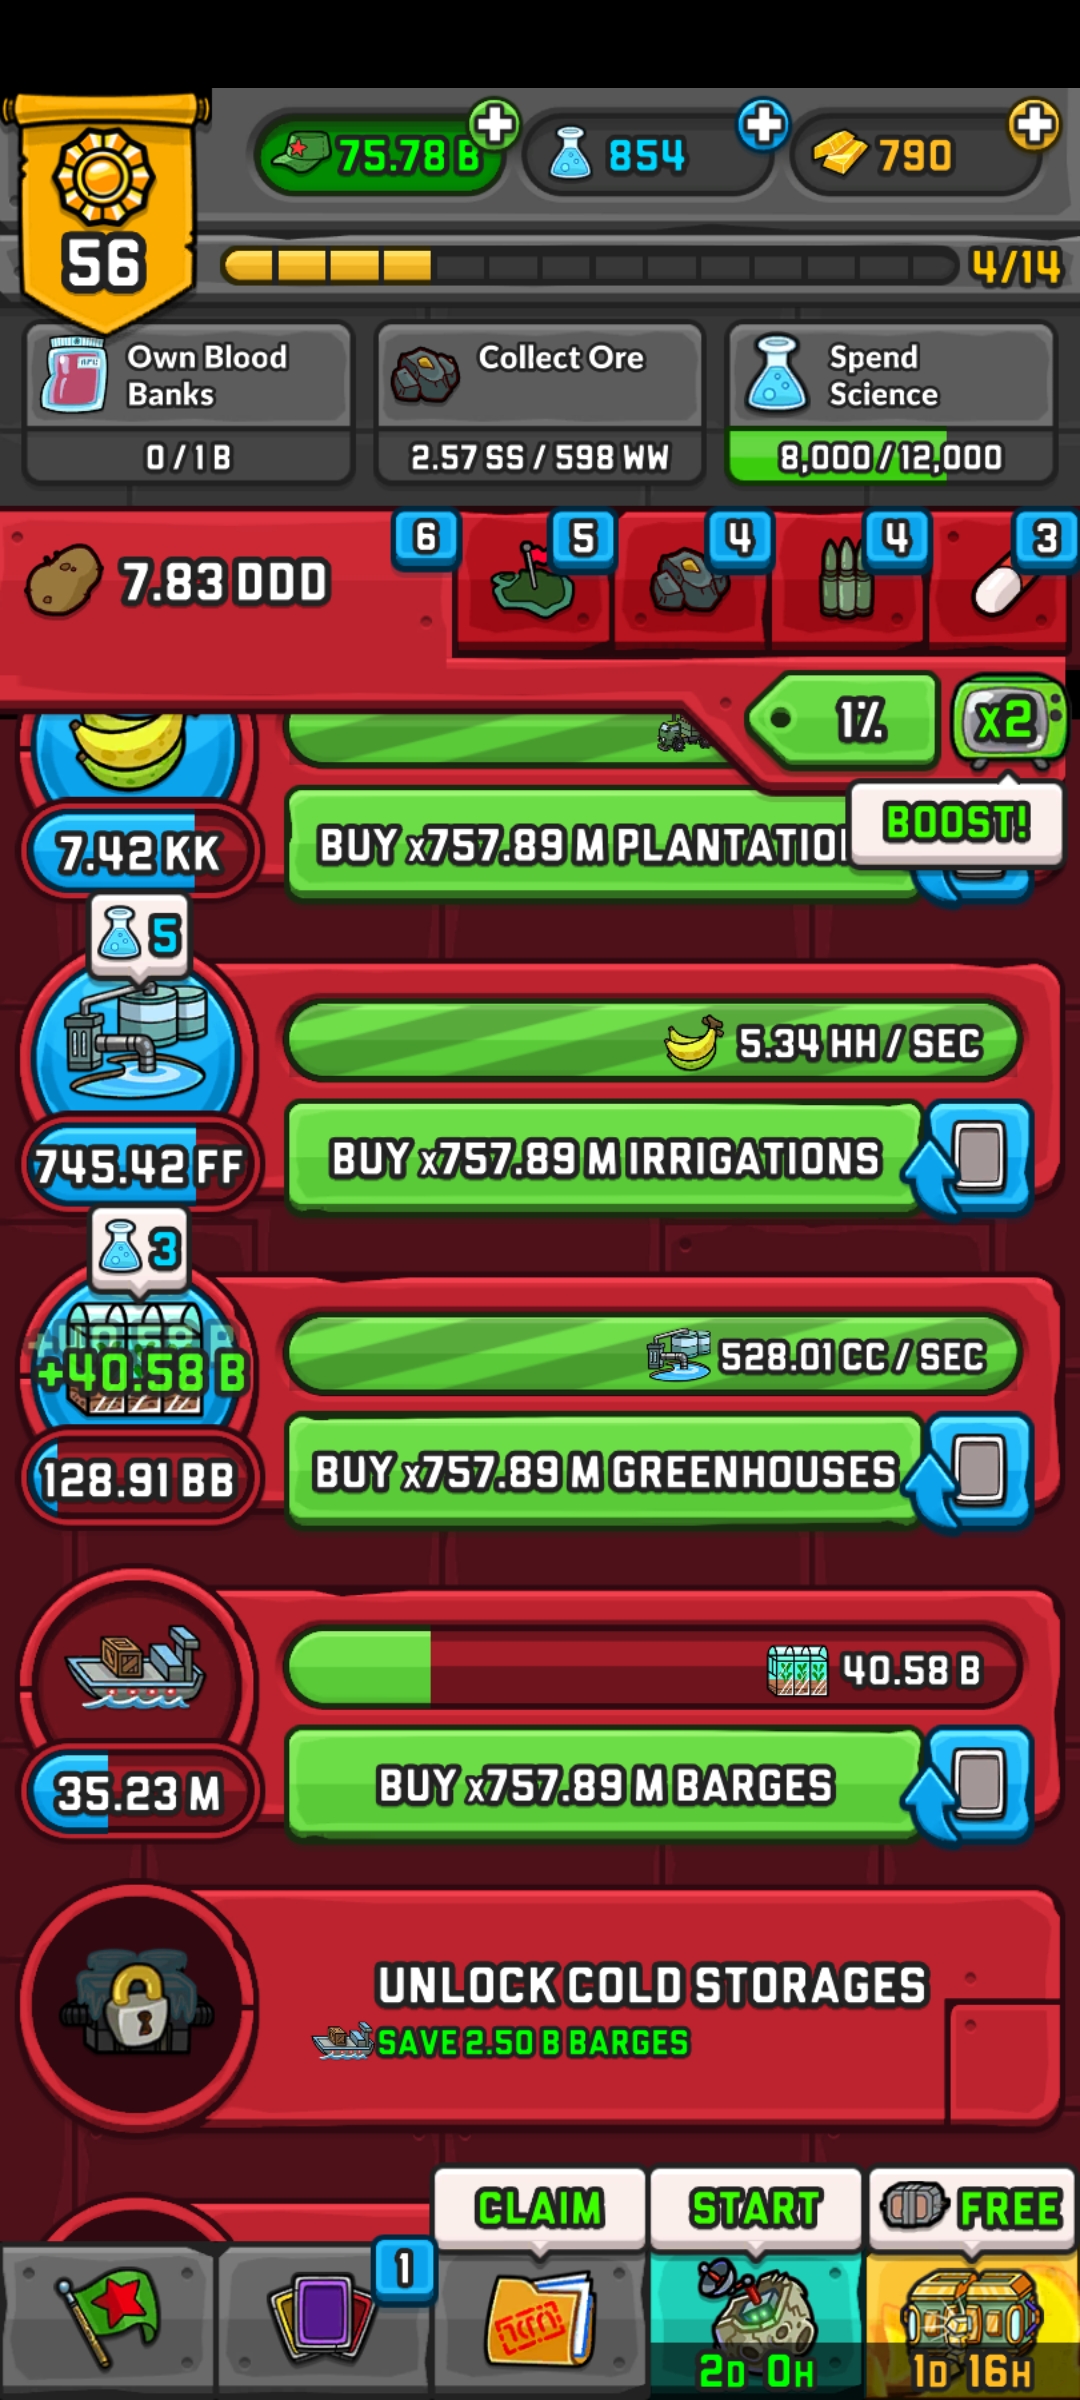 75.78 B
854
790
56
4/14
Own Blood
Banks
0 / 1 B
Collect Ore
2.57 SS / 598 WW
Spend
Science
8,000 / 12,000
7.83 DDD
6
5
4
4
3
1%
x2
BOOST!
7.42 KK
BUY x757.89 M
5
5.34 HH / SEC
745.42 FF
BUY x757.89 M IRRIGATIONS
3
528.01 CC / SEC
+40.58 B
128.91 BB
BUY x757.89 M GREENHOUSES
40.58 B
35.23 M
BUY x757.89 M BARGES
UNLOCK COLD STORAGES
SAVE 2.50 B BARGES
CLAIM
START
FREE
1
2D 0H
1D 16H